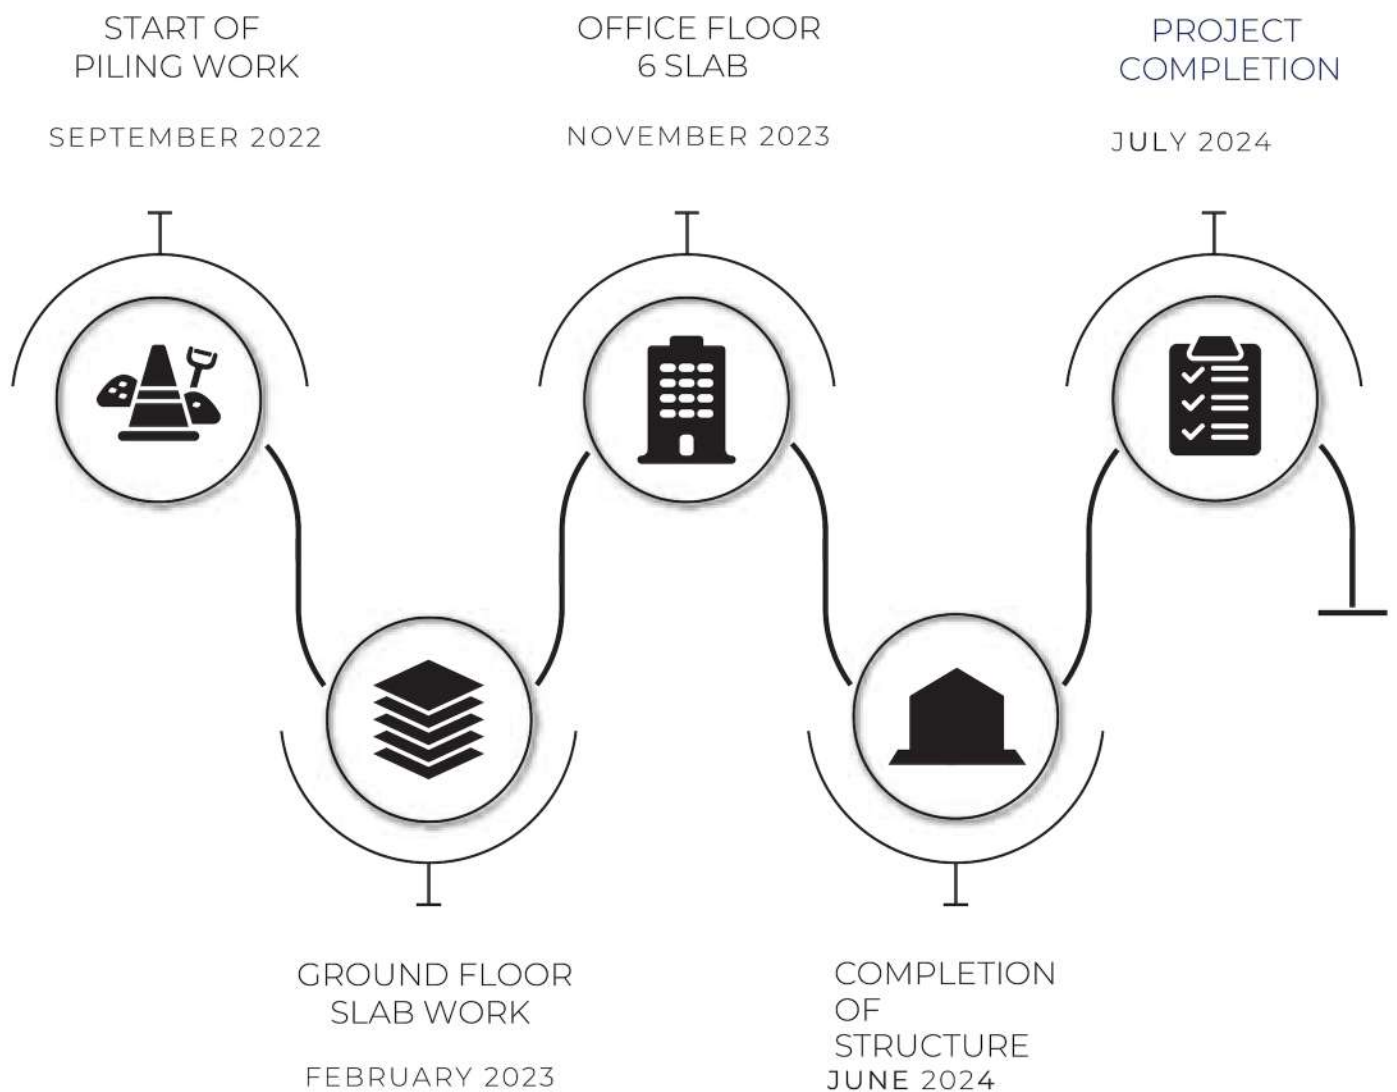 START OF
PILING WORK
SEPTEMBER 2022
OFFICE FLOOR
6 SLAB
NOVEMBER 2023
PROJECT
COMPLETION
JULY 2024
GROUND FLOOR
SLAB WORK
FEBRUARY 2023
COMPLETION
OF
STRUCTURE
JUNE 2024